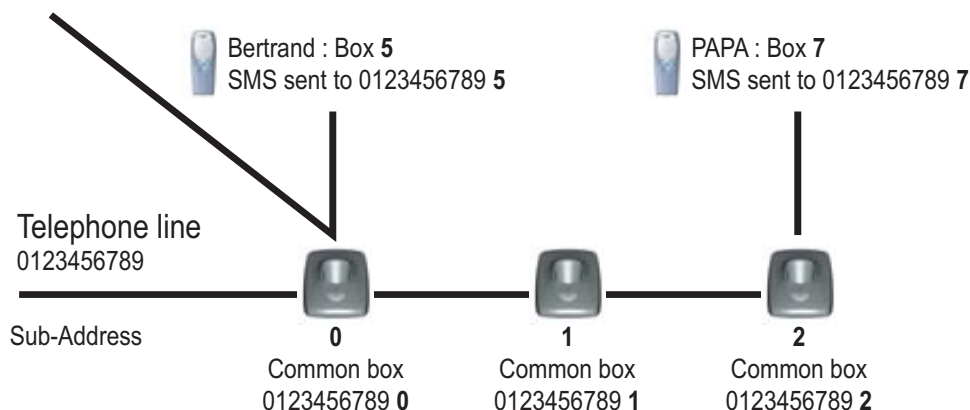 Bertrand : Box 5
SMS sent to 0123456789 5
PAPA : Box 7
SMS sent to 0123456789 7
Telephone line
0123456789
Sub-Address
0
Common box
0123456789 0
1
Common box
0123456789 1
2
Common box
0123456789 2